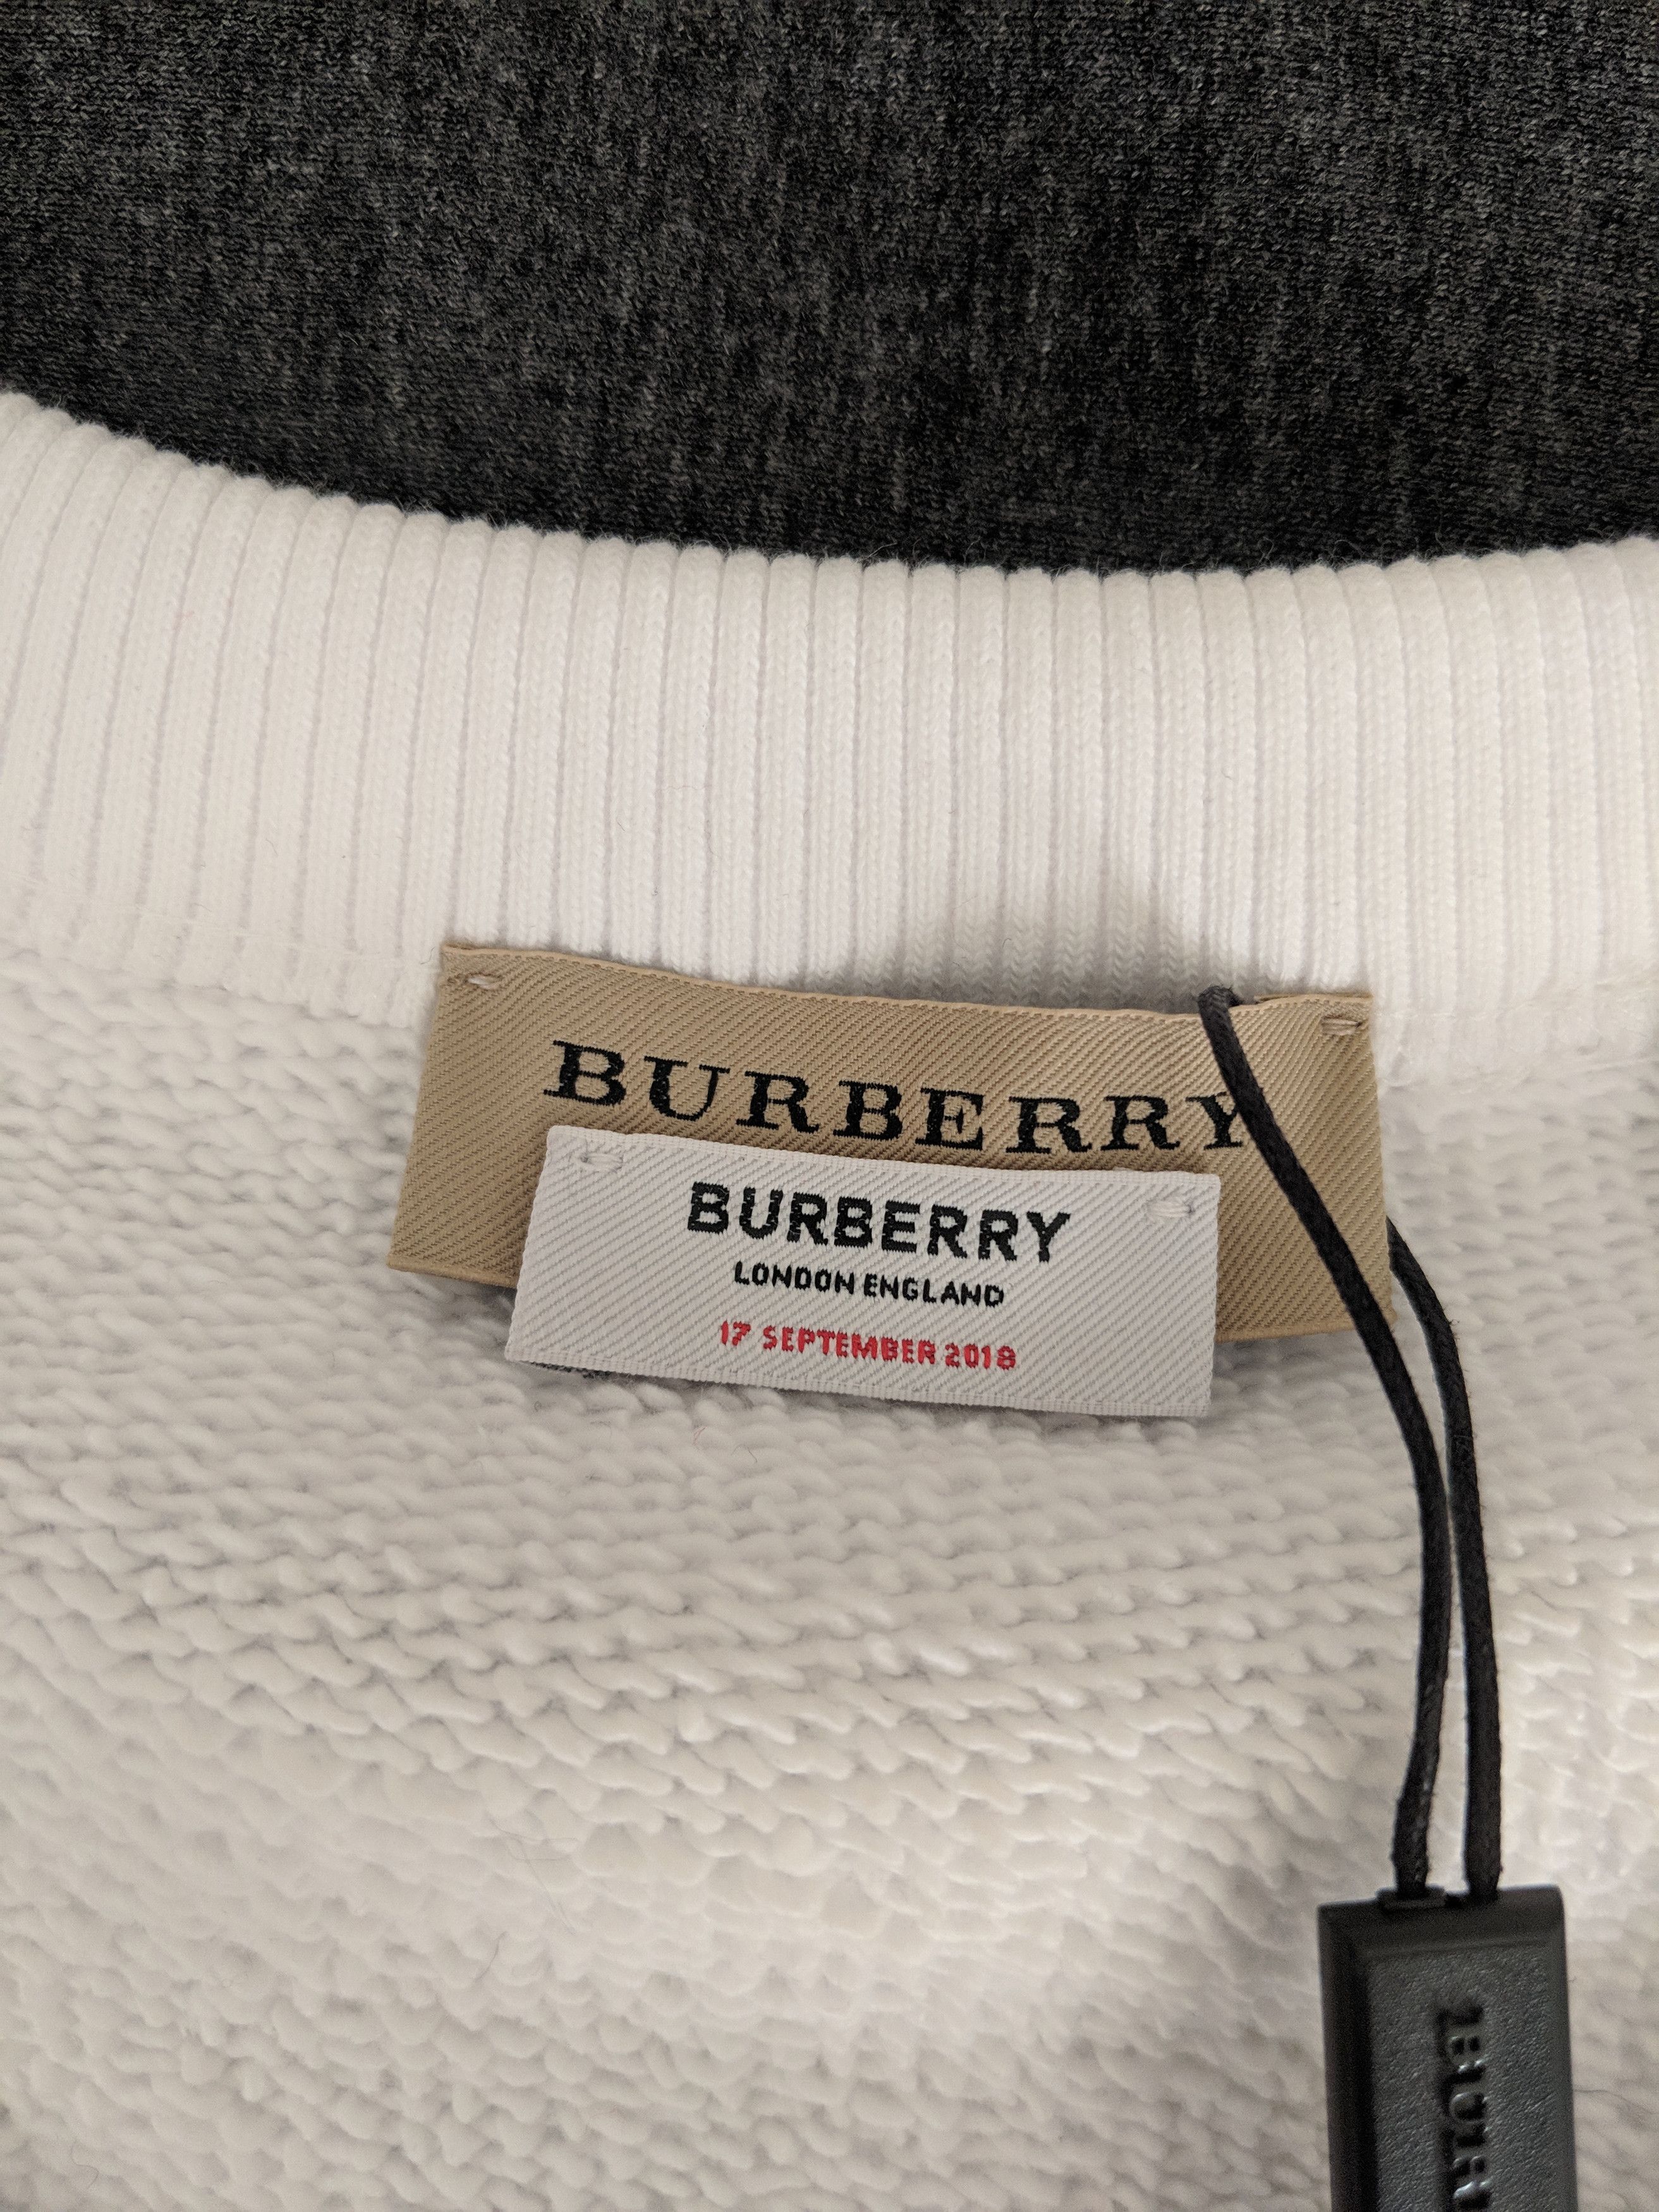 BURBERRY
BURBERRY
LONDON ENGLAND
17 SEPTEMBER 2018